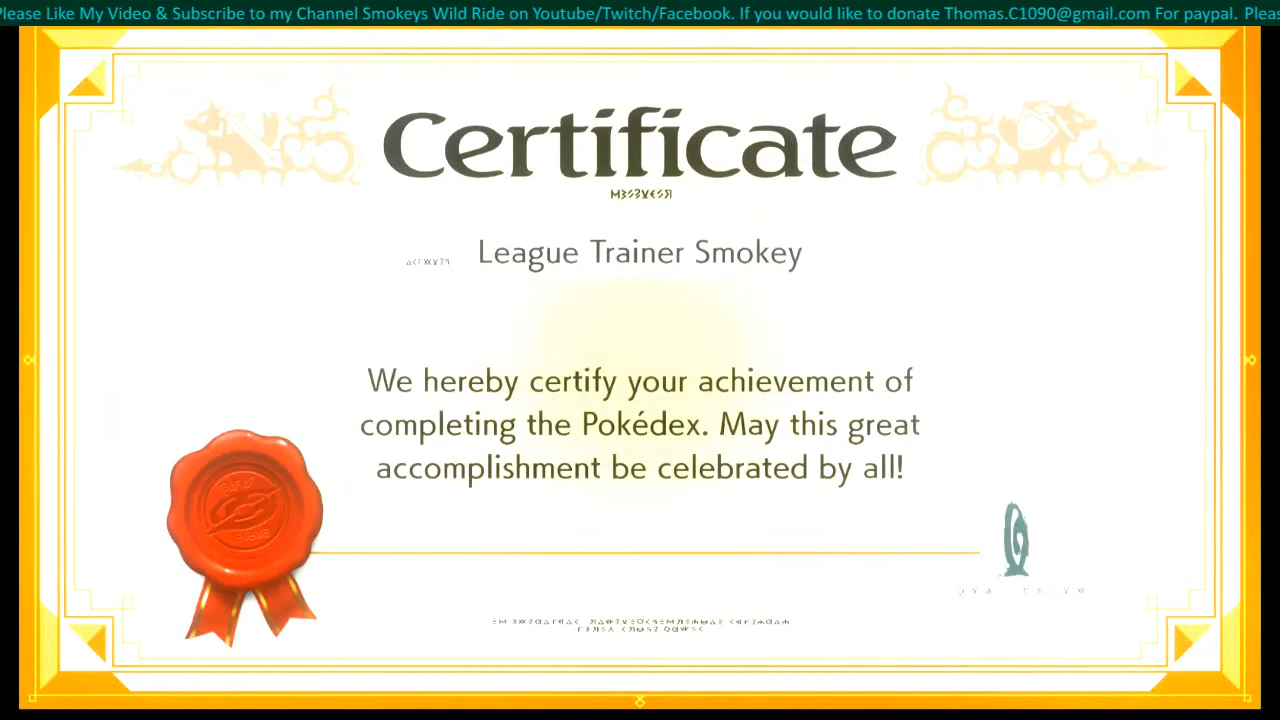 Please Like My Video & Subscribe to my Channel Smokeys Wild Ride on Youtube/Twitch/Facebook. If you would like to donate Thomas.C1090@gmail.com For paypal. Pleas
Certificate
League Trainer Smokey
We hereby certify your achievement of
completing the Pokédex. May this great
accomplishment be celebrated by all!